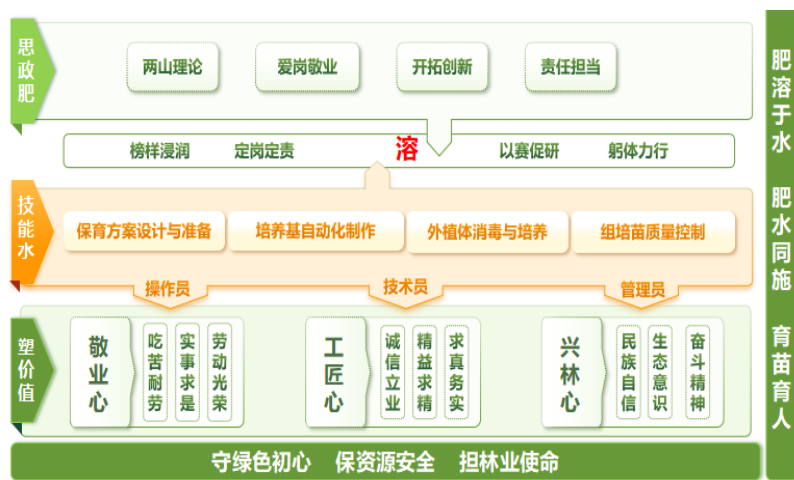 思政肥
两山理论 爱岗敬业 开拓创新 责任担当
榜样浸润 定岗定责 溶 以赛促研 躬体力行
技能水
保育方案设计与准备 培养基自动化制作 外植体消毒与培养 组培苗质量控制
操作员 技术员 管理员
塑价值
敬业心 吃苦耐劳 实事求是 劳动光荣
工匠心 诚信立业 精益求精 求真务实
兴林心 民族自信 生态意识 奋斗精神
守绿色初心 保资源安全 担林业使命
肥溶于水 肥水同施 育苗育人